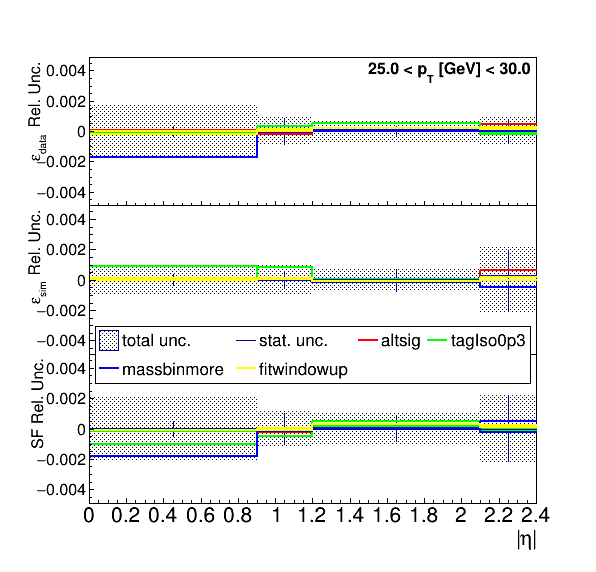 25.0 < p_T [GeV] < 30.0
ε_data Rel. Unc.
0.004
0.002
0
−0.002
−0.004
ε_sim Rel. Unc.
0.004
0.002
0
−0.002
−0.004
total unc. stat. unc. altsig tagIso0p3
massbinmore fitwindowup
SF Rel. Unc.
0.004
0.002
0
−0.002
−0.004
0 0.2 0.4 0.6 0.8 1 1.2 1.4 1.6 1.8 2 2.2 2.4
|η|